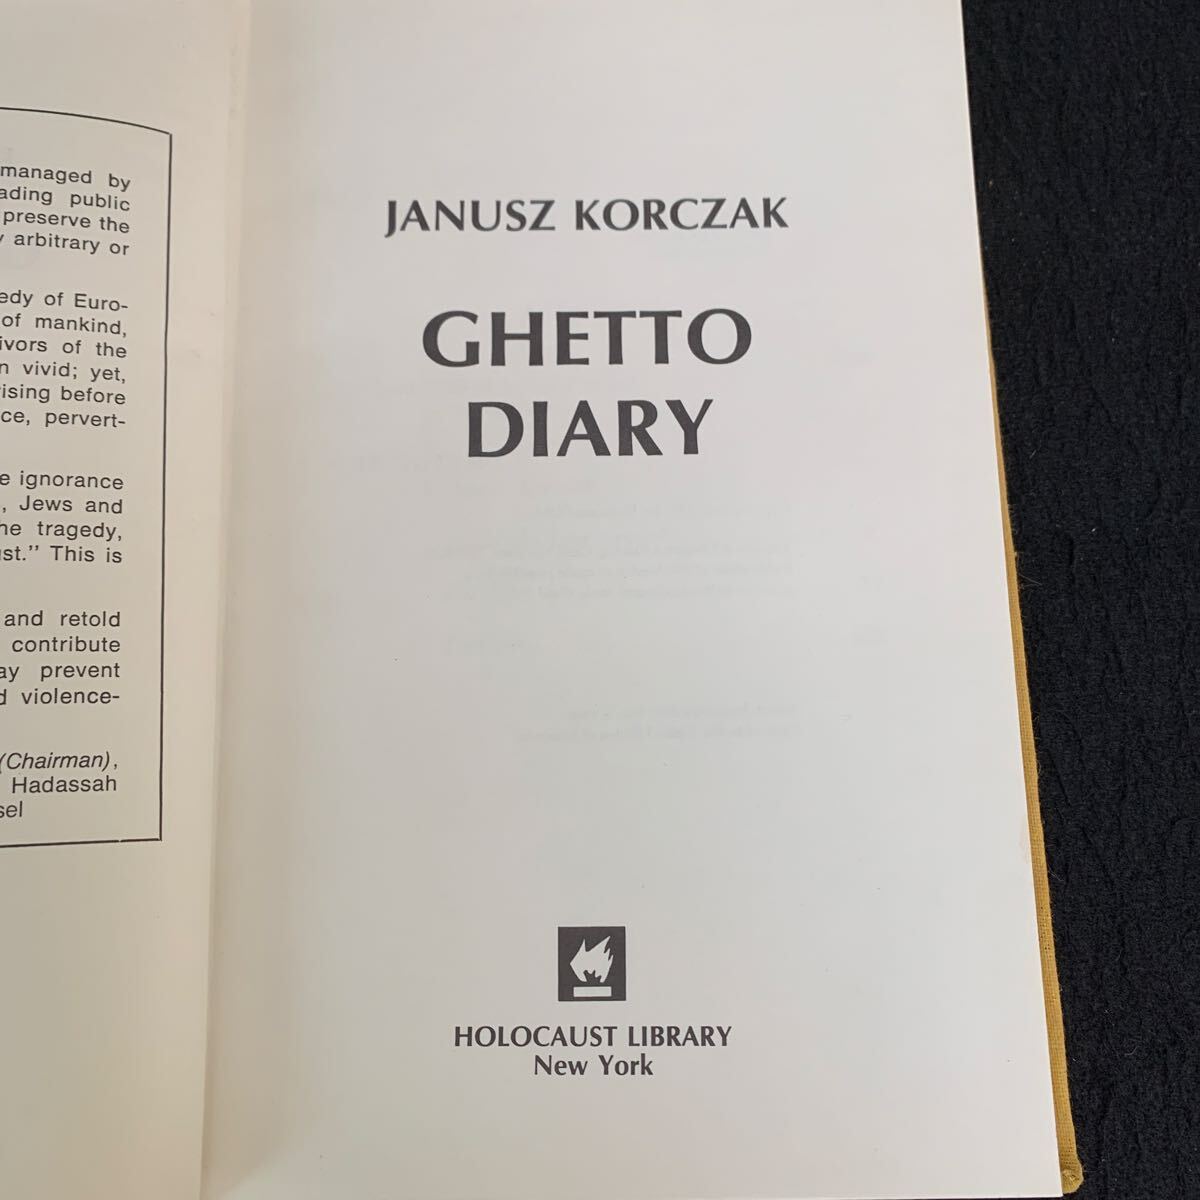 managed by
ading public
preserve the
y arbitrary or
edy of Euro-
of mankind,
ivors of the
n vivid; yet,
ising before
ce, pervert-
e ignorance
, Jews and
he tragedy,
st." This is
and retold
contribute
ay prevent
d violence-
(Chairman),
Hadassah
sel
JANUSZ KORCZAK
GHETTO
DIARY
HOLOCAUST LIBRARY
New York